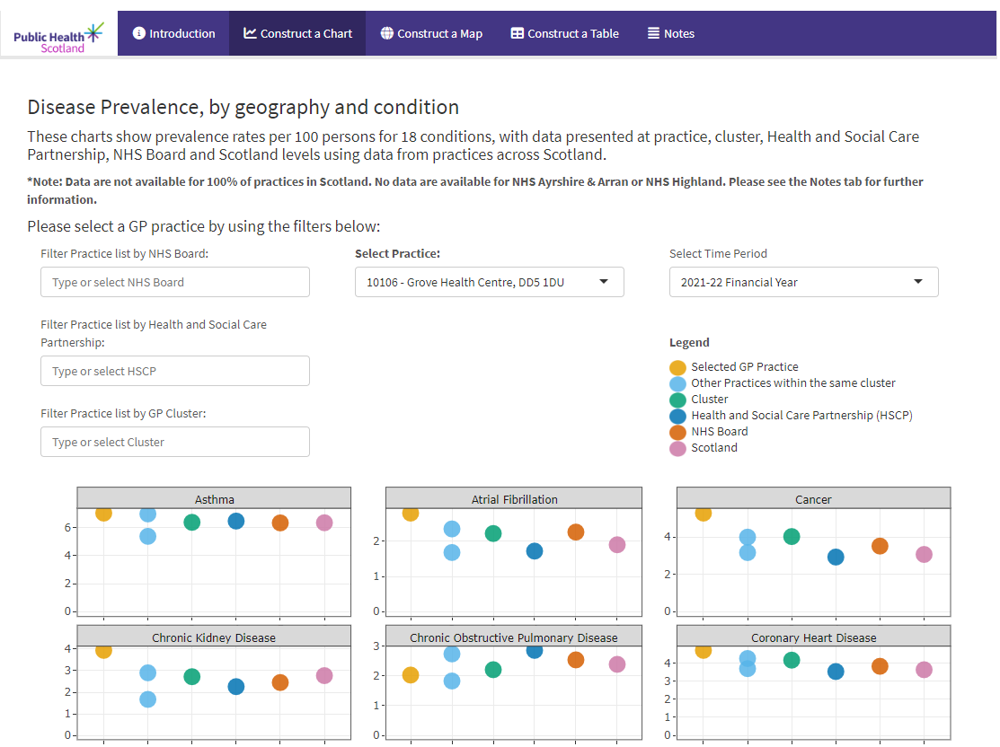 Public Health
Scotland
Introduction
Construct a Chart
Construct a Map
Construct a Table
Notes
Disease Prevalence, by geography and condition
These charts show prevalence rates per 100 persons for 18 conditions, with data presented at practice, cluster, Health and Social Care
Partnership, NHS Board and Scotland levels using data from practices across Scotland.
*Note: Data are not available for 100% of practices in Scotland. No data are available for NHS Ayrshire & Arran or NHS Highland. Please see the Notes tab for further
information.
Please select a GP practice by using the filters below:
Filter Practice list by NHS Board:
Type or select NHS Board
Select Practice:
10106 - Grove Health Centre, DD5 1DU
Select Time Period
2021-22 Financial Year
Filter Practice list by Health and Social Care
Partnership:
Type or select HSCP
Filter Practice list by GP Cluster:
Type or select Cluster
Legend
Selected GP Practice
Other Practices within the same cluster
Cluster
Health and Social Care Partnership (HSCP)
NHS Board
Scotland
Asthma
6
4
2
0
Atrial Fibrillation
2
1
0
Cancer
4
2
0
Chronic Kidney Disease
4
3
2
1
0
Chronic Obstructive Pulmonary Disease
3
2
1
0
Coronary Heart Disease
4
3
2
1
0